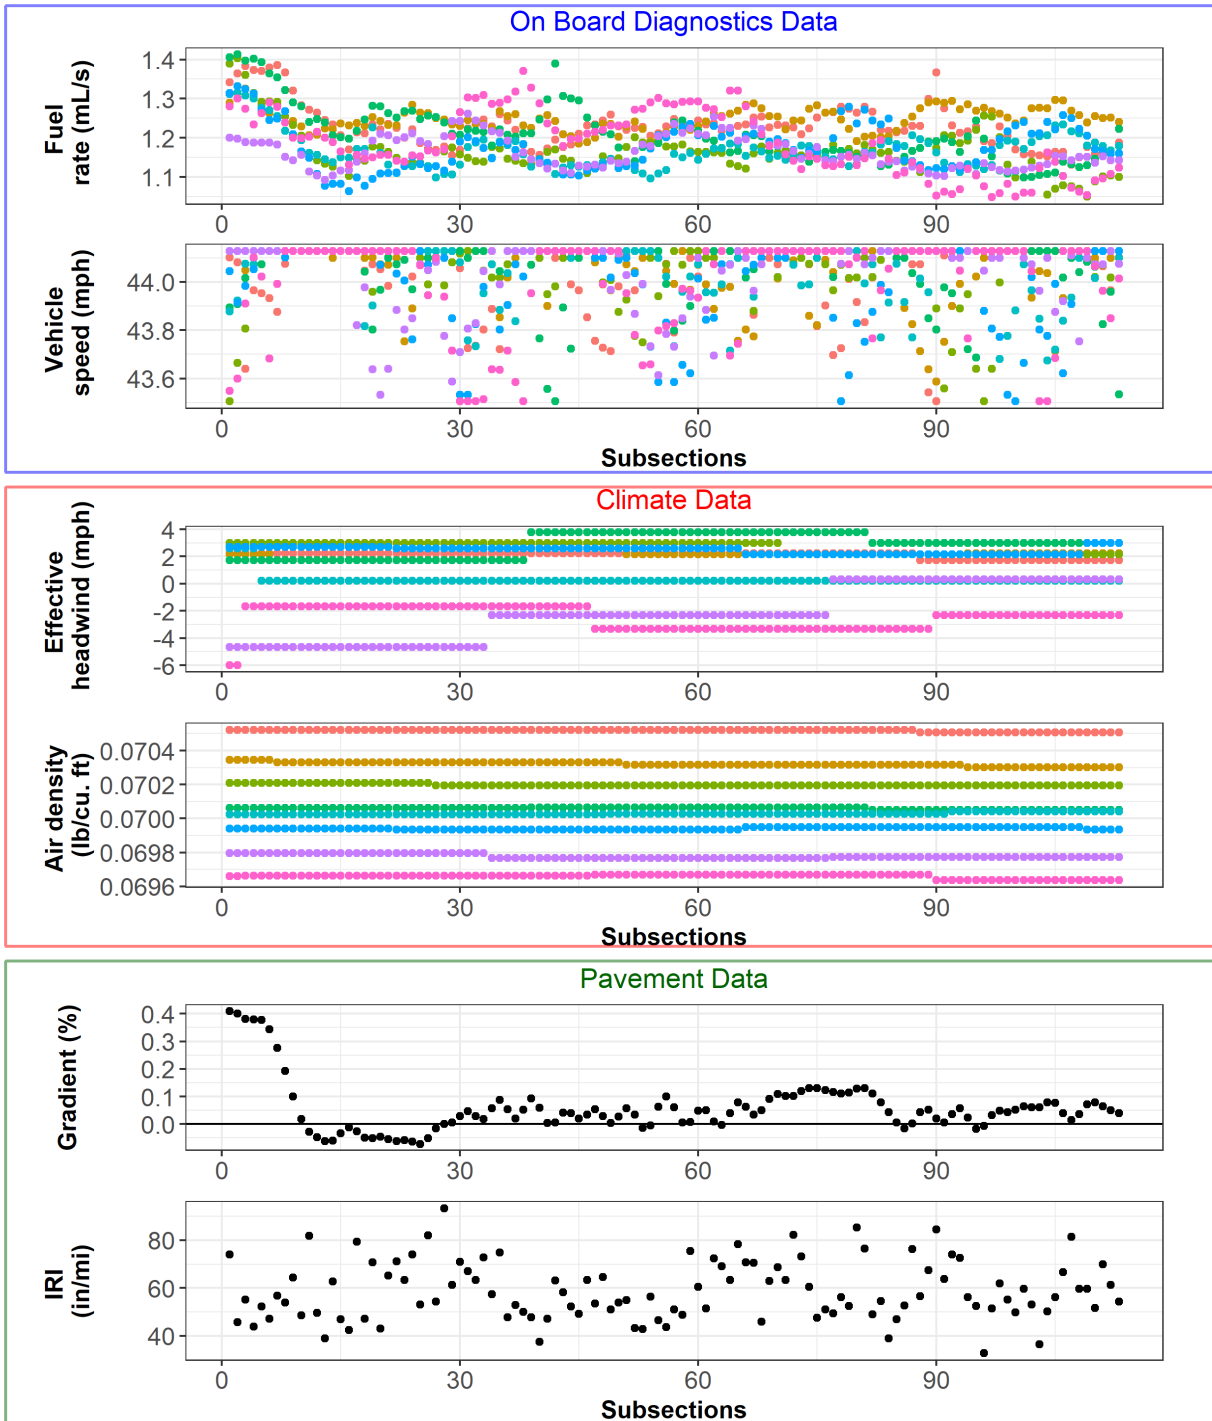 On Board Diagnostics Data
Fuel
rate (mL/s)
1.4
1.3
1.2
1.1
0 30 60 90
Vehicle
speed (mph)
44.0
43.8
43.6
0 30 60 90
Subsections
Climate Data
Effective
headwind (mph)
4
2
0
-2
-4
-6
0 30 60 90
Air density
(lb/cu. ft)
0.0704
0.0702
0.0700
0.0698
0.0696
0 30 60 90
Subsections
Pavement Data
Gradient (%)
0.4
0.3
0.2
0.1
0.0
0 30 60 90
IRI
(in/mi)
80
60
40
0 30 60 90
Subsections